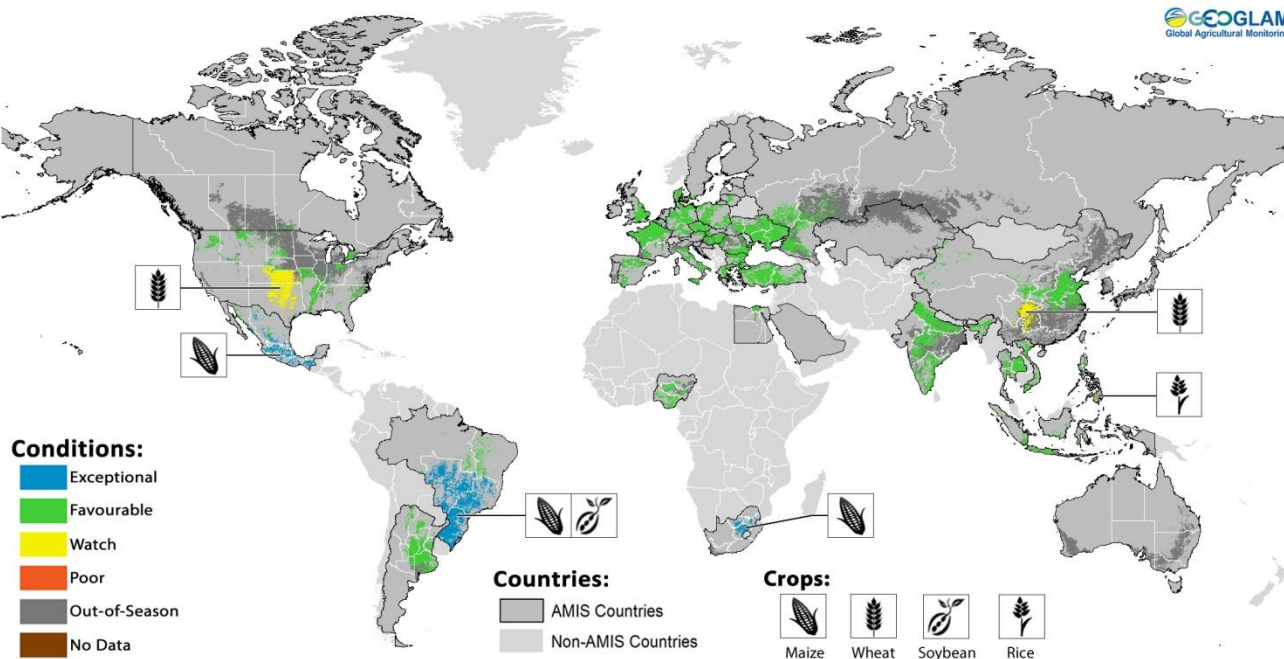 GEOGLAM
Global Agricultural Monitoring
Conditions:
Exceptional
Favourable
Watch
Poor
Out-of-Season
No Data
Countries:
AMIS Countries
Non-AMIS Countries
Crops:
Maize
Wheat
Soybean
Rice